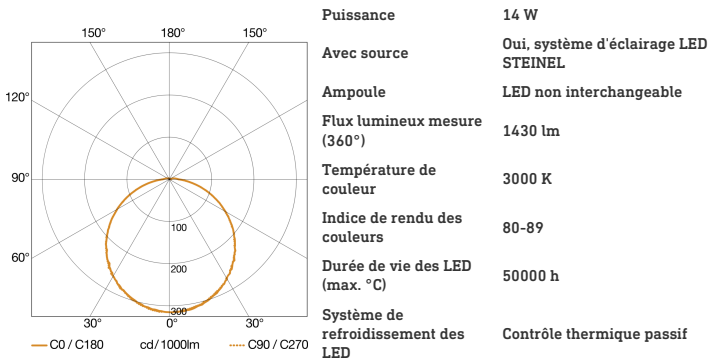 150° 180° 150°
120°
90°
60°
100
200
300
30° 0° 30°
C0 / C180 cd/1000lm C90 / C270
Puissance 14 W
Avec source Oui, système d'éclairage LED
STEINEL
Ampoule LED non interchangeable
Flux lumineux mesure
(360°) 1430 lm
Température de
couleur 3000 K
Indice de rendu des
couleurs 80-89
Durée de vie des LED
(max. °C) 50000 h
Système de
refroidissement des
LED Contrôle thermique passif